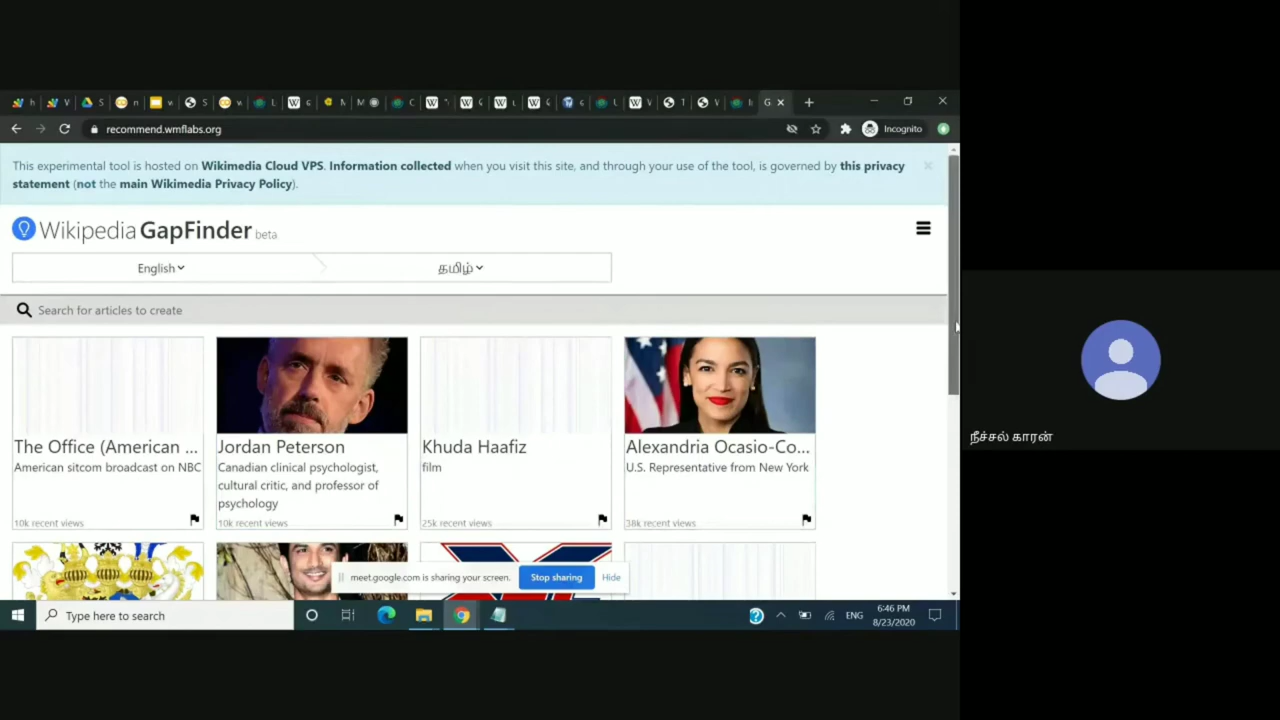 recommend.wmflabs.org
Incognito
This experimental tool is hosted on Wikimedia Cloud VPS. Information collected when you visit this site, and through your use of the tool, is governed by this privacy
statement (not the main Wikimedia Privacy Policy).
Wikipedia GapFinder beta
English
தமிழ்
Search for articles to create
The Office (American ...
American sitcom broadcast on NBC
10k recent views
Jordan Peterson
Canadian clinical psychologist,
cultural critic, and professor of
psychology
10k recent views
Khuda Haafiz
film
25k recent views
Alexandria Ocasio-Co...
U.S. Representative from New York
38k recent views
நீச்சல் காரன்
meet.google.com is sharing your screen.
Stop sharing
Hide
Type here to search
ENG
6:46 PM
8/23/2020